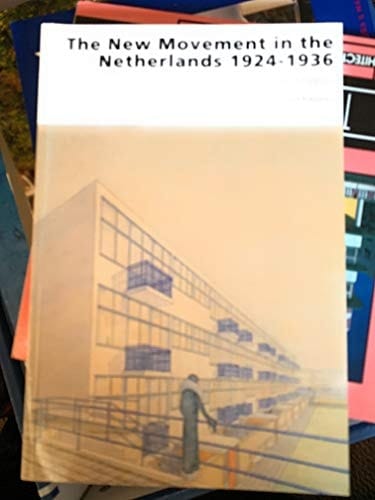 The New Movement in the
Netherlands 1924-1936